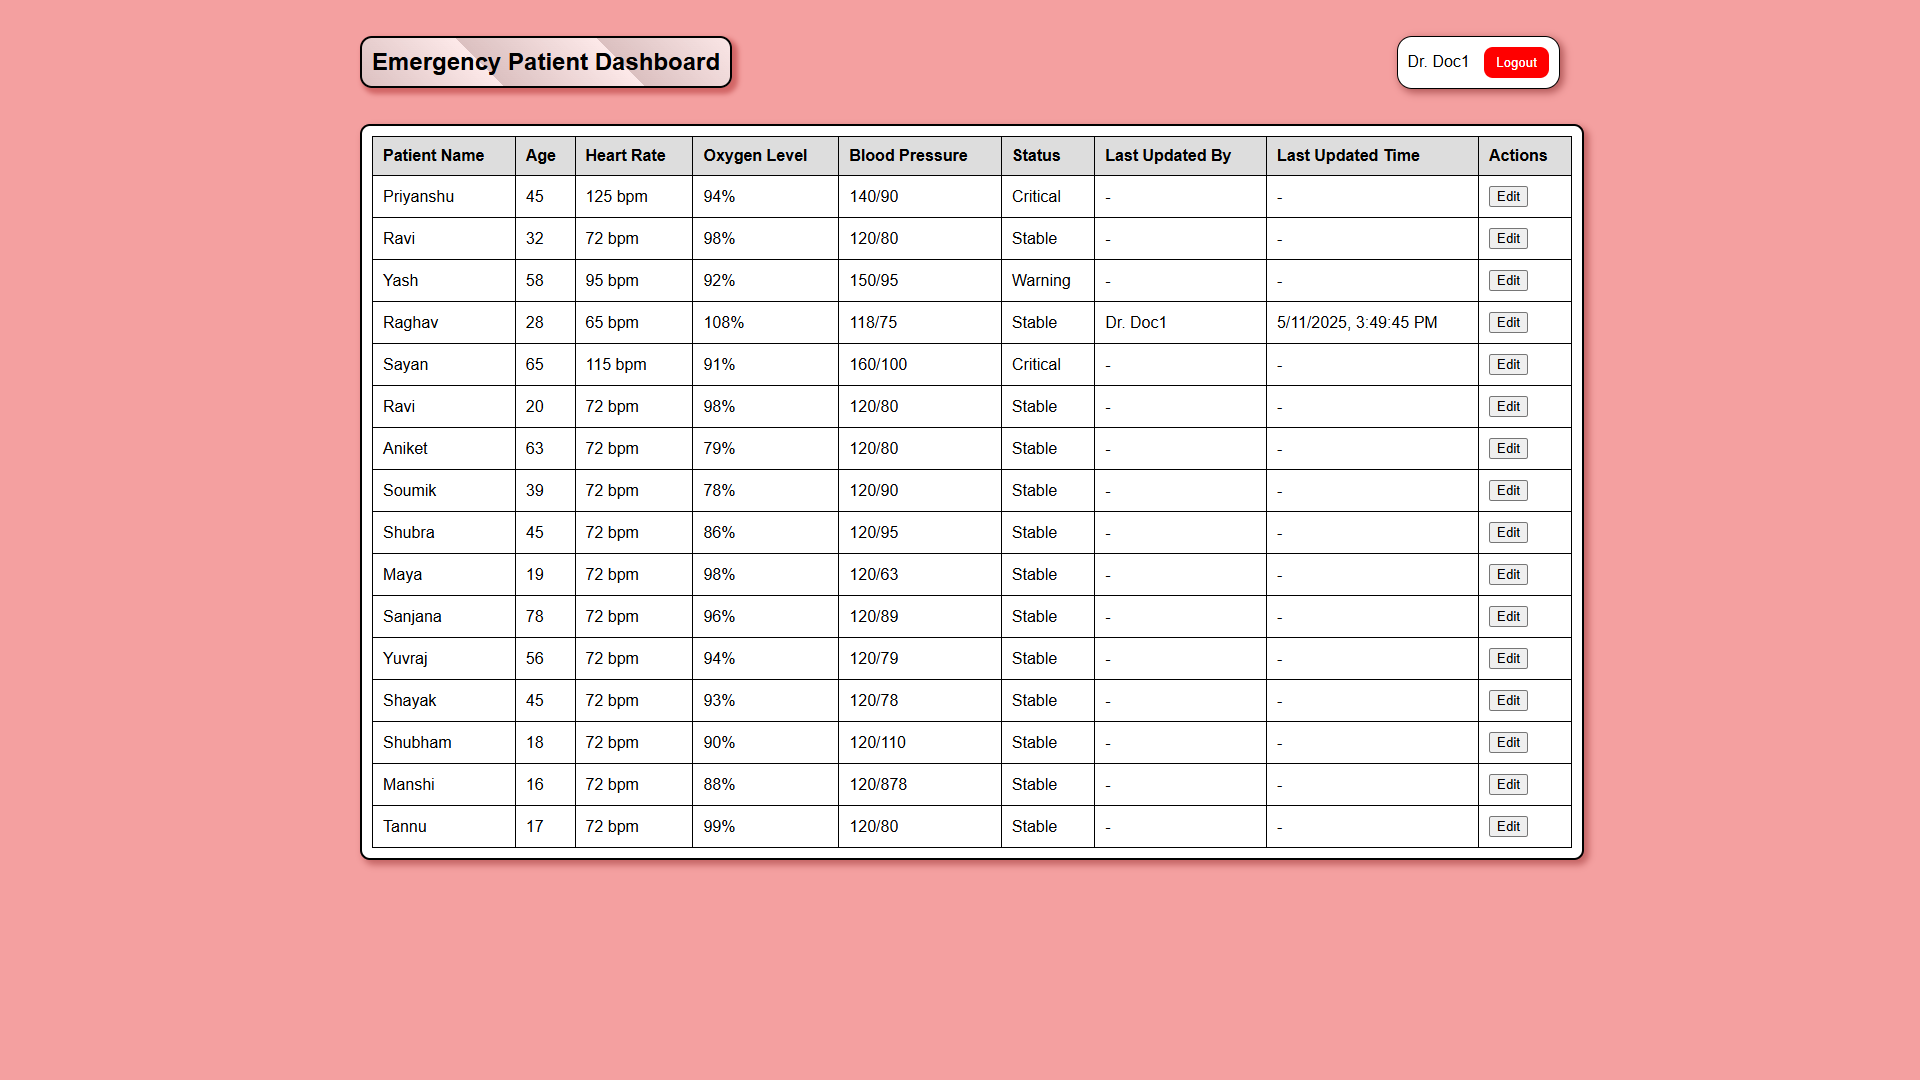 Emergency Patient Dashboard
Dr. Doc1 Logout
Patient Name Age Heart Rate Oxygen Level Blood Pressure Status Last Updated By Last Updated Time Actions
Priyanshu 45 125 bpm 94% 140/90 Critical - - Edit
Ravi 32 72 bpm 98% 120/80 Stable - - Edit
Yash 58 95 bpm 92% 150/95 Warning - - Edit
Raghav 28 65 bpm 108% 118/75 Stable Dr. Doc1 5/11/2025, 3:49:45 PM Edit
Sayan 65 115 bpm 91% 160/100 Critical - - Edit
Ravi 20 72 bpm 98% 120/80 Stable - - Edit
Aniket 63 72 bpm 79% 120/80 Stable - - Edit
Soumik 39 72 bpm 78% 120/90 Stable - - Edit
Shubra 45 72 bpm 86% 120/95 Stable - - Edit
Maya 19 72 bpm 98% 120/63 Stable - - Edit
Sanjana 78 72 bpm 96% 120/89 Stable - - Edit
Yuvraj 56 72 bpm 94% 120/79 Stable - - Edit
Shayak 45 72 bpm 93% 120/78 Stable - - Edit
Shubham 18 72 bpm 90% 120/110 Stable - - Edit
Manshi 16 72 bpm 88% 120/878 Stable - - Edit
Tannu 17 72 bpm 99% 120/80 Stable - - Edit